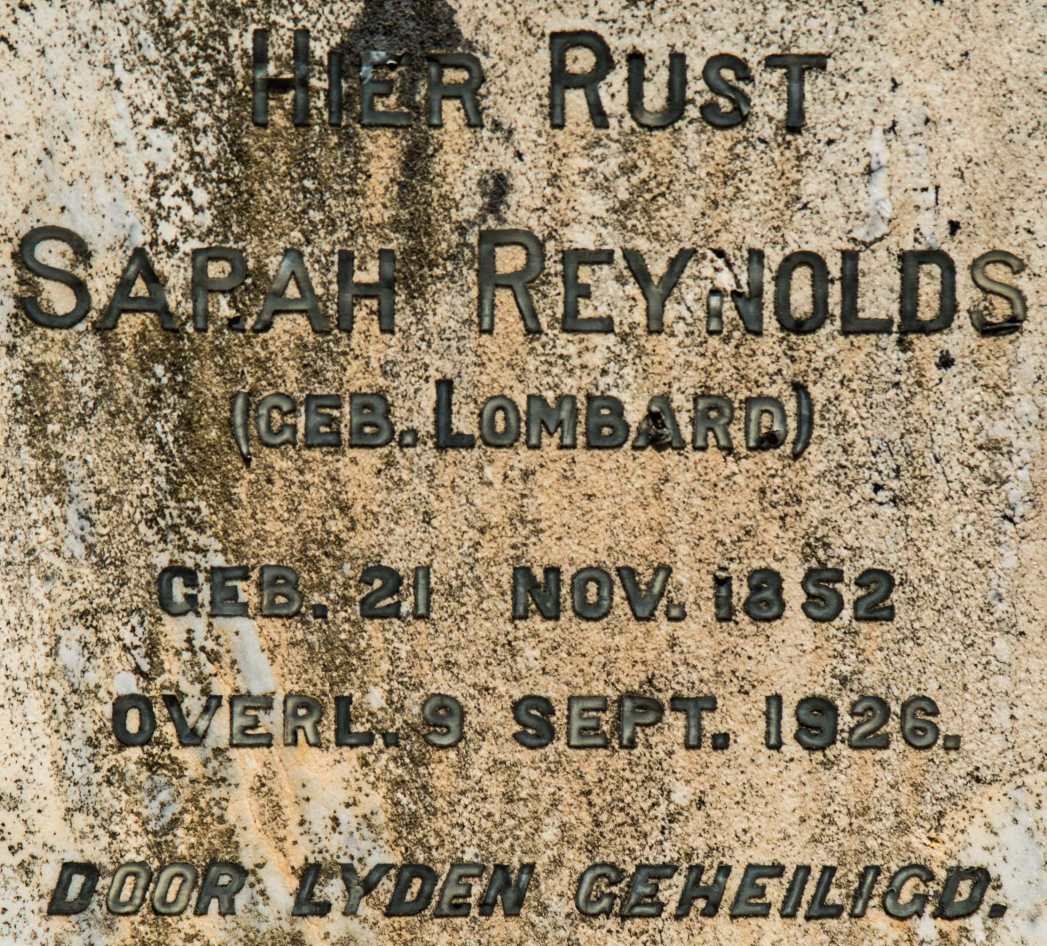 HIER RUST
SARAH REYNOLDS
(GEB. LOMBARD)
GEB. 21 NOV. 1852
OVERL. 9 SEPT. 1926.
DOOR LYDEN GEHEILIGD.